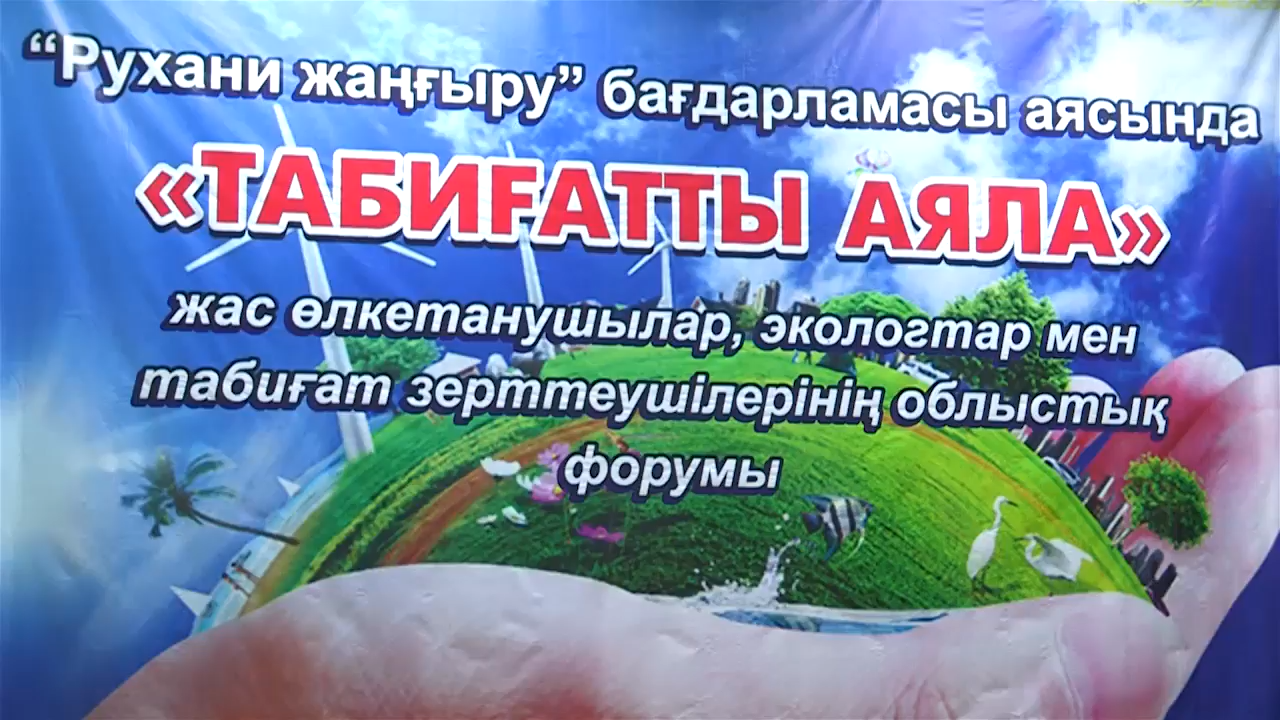 “Рухани жаңғыру” бағдарламасы аясында
«ТАБИҒАТТЫ АЯЛА»
жас өлкетанушылар, экологтар мен
табиғат зерттеушілерінің облыстық
форумы